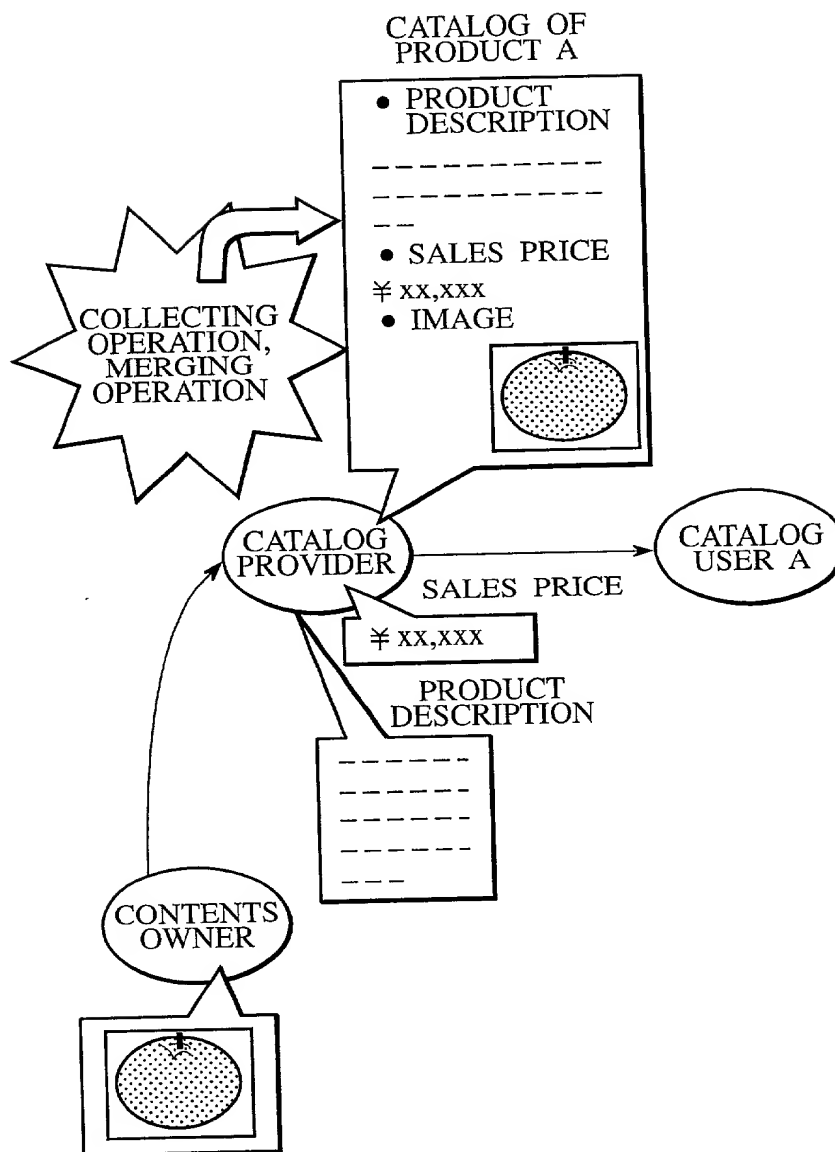 CATALOG OF
PRODUCT A
● PRODUCT
DESCRIPTION
● SALES PRICE
¥ xx,xxx
● IMAGE
COLLECTING
OPERATION,
MERGING
OPERATION
CATALOG
PROVIDER
CATALOG
USER A
SALES PRICE
¥ xx,xxx
PRODUCT
DESCRIPTION
CONTENTS
OWNER